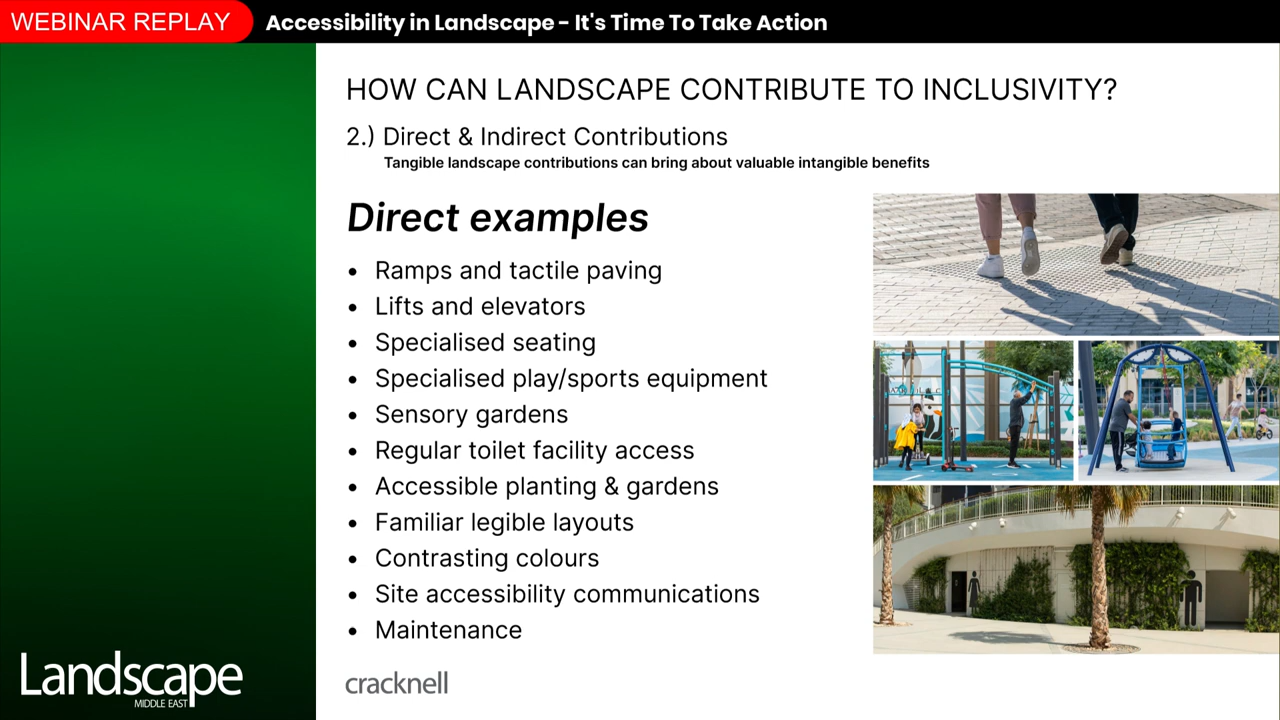 WEBINAR REPLAY
Accessibility in Landscape - It's Time To Take Action
HOW CAN LANDSCAPE CONTRIBUTE TO INCLUSIVITY?
2.) Direct & Indirect Contributions
Tangible landscape contributions can bring about valuable intangible benefits
Direct examples
• Ramps and tactile paving
• Lifts and elevators
• Specialised seating
• Specialised play/sports equipment
• Sensory gardens
• Regular toilet facility access
• Accessible planting & gardens
• Familiar legible layouts
• Contrasting colours
• Site accessibility communications
• Maintenance
Landscape
MIDDLE EAST
cracknell